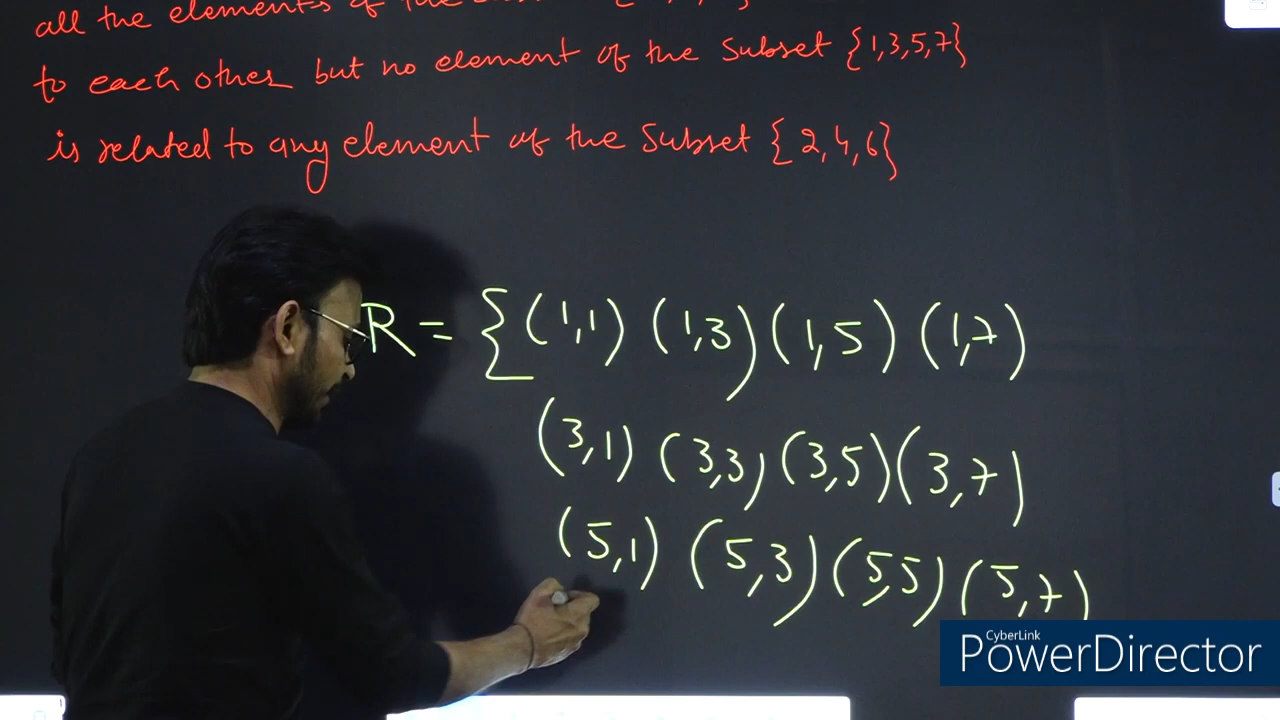 all the elements of the
to each other but no element of the Subset {1,3,5,7}
is related to any element of the Subset {2,4,6}
R = {(1,1) (1,3) (1,5) (1,7)
(3,1) (3,3) (3,5) (3,7)
(5,1) (5,3) (5,5) (5,7)
CyberLink
PowerDirector